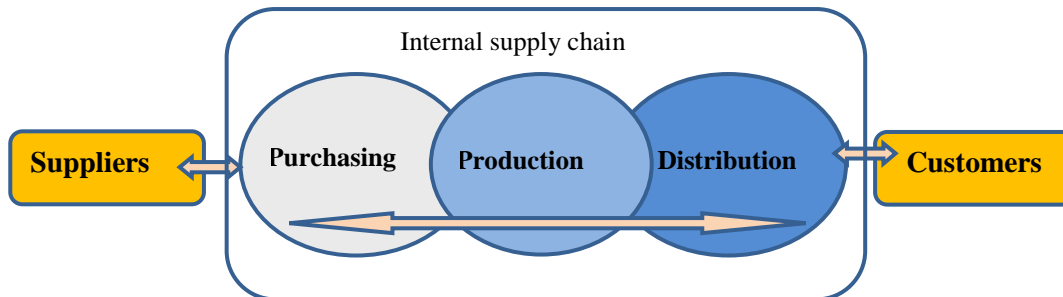 Internal supply chain
Suppliers
Purchasing
Production
Distribution
Customers